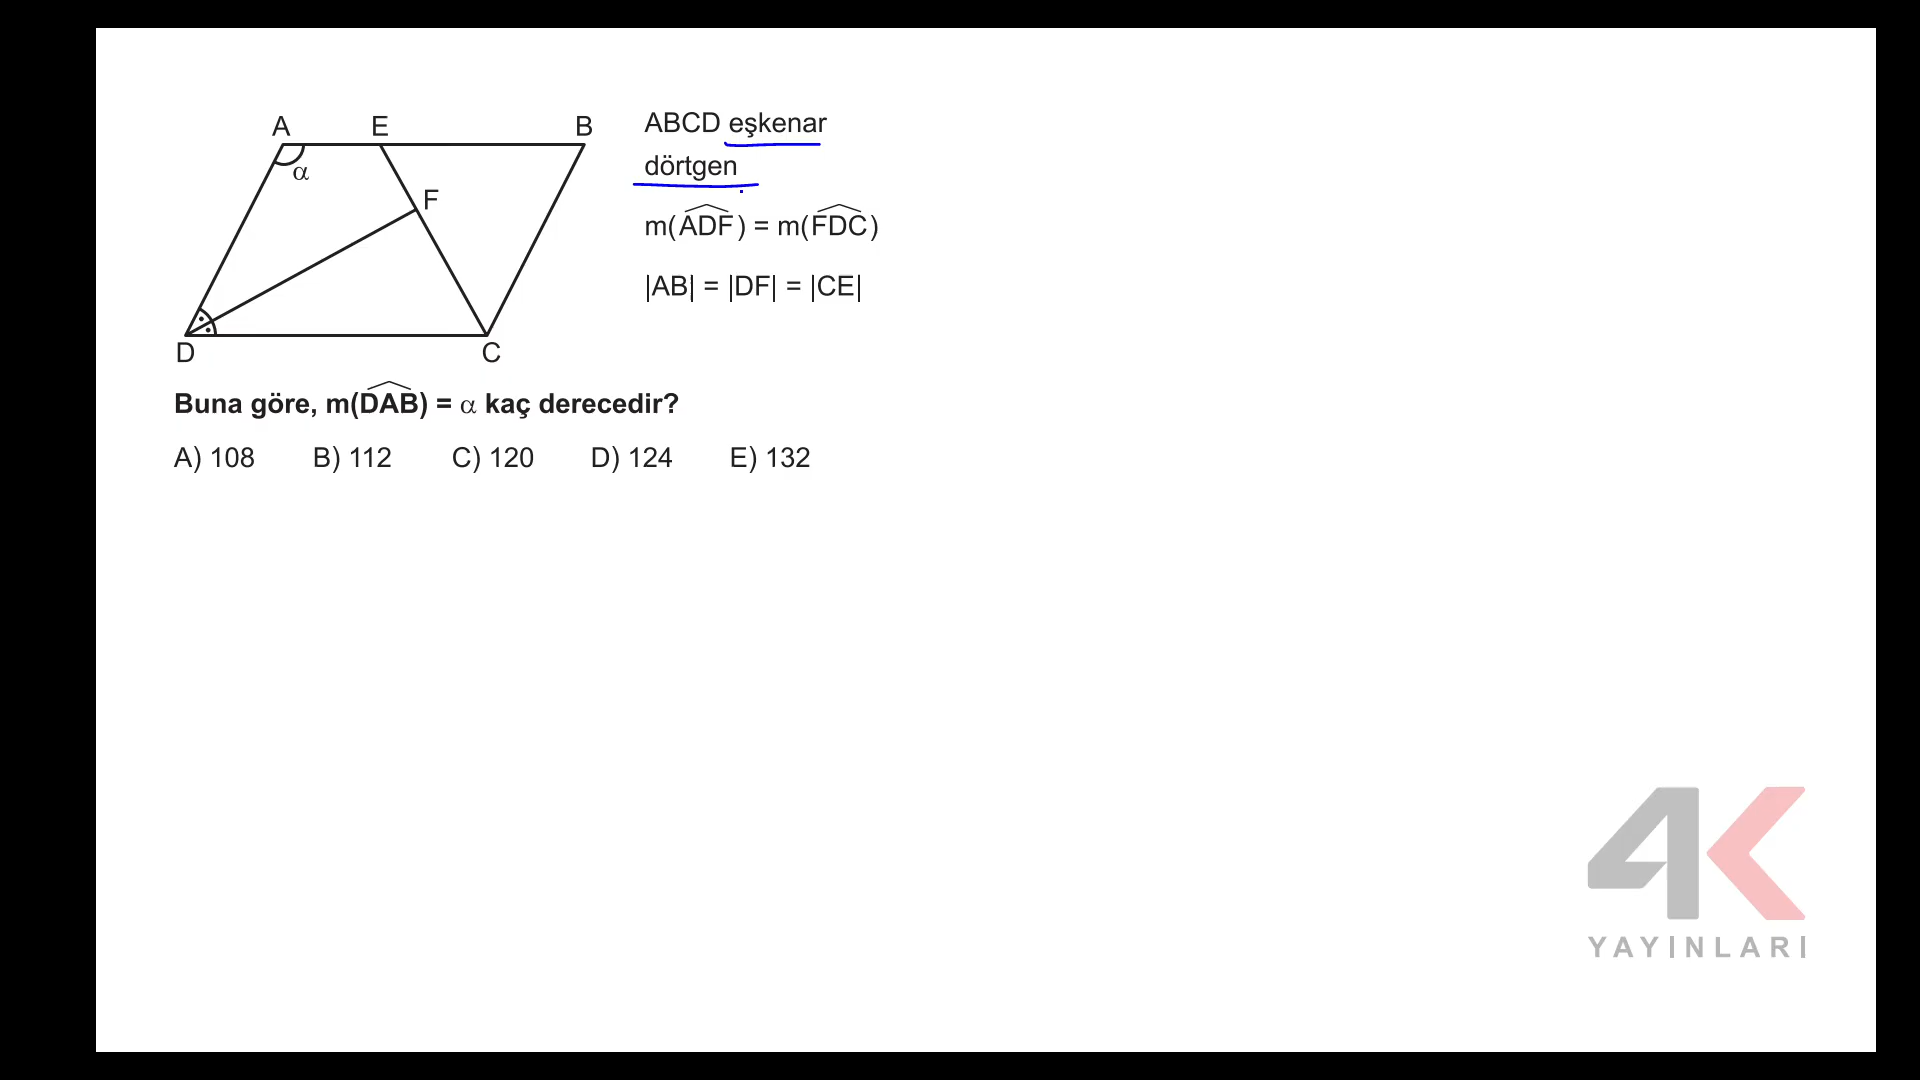 A E B
ABCD eşkenar
dörtgen
α
F
m(ADF) = m(FDC)
|AB| = |DF| = |CE|
D C
Buna göre, m(DAB) = α kaç derecedir?
A) 108 B) 112 C) 120 D) 124 E) 132
4K
YAYINLARI